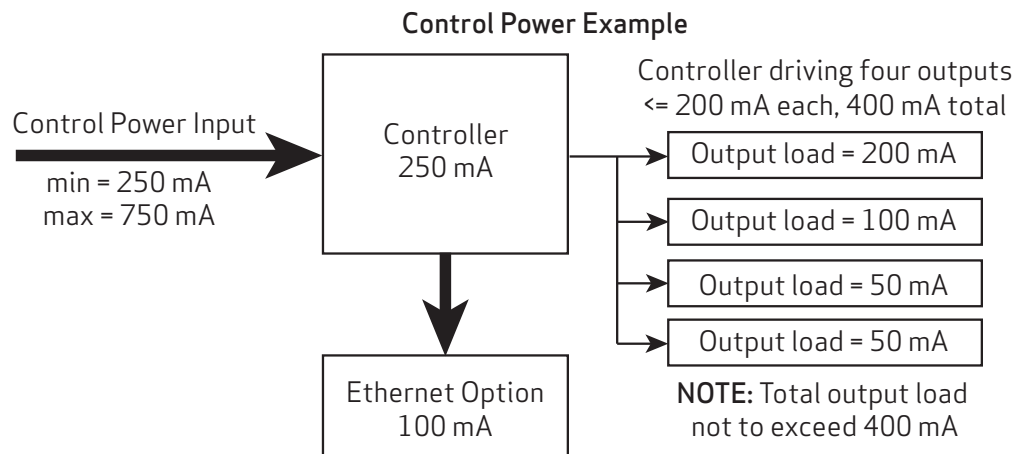 Control Power Example
Control Power Input
min = 250 mA
max = 750 mA
Controller
250 mA
Ethernet Option
100 mA
Controller driving four outputs
<= 200 mA each, 400 mA total
Output load = 200 mA
Output load = 100 mA
Output load = 50 mA
Output load = 50 mA
NOTE: Total output load
not to exceed 400 mA